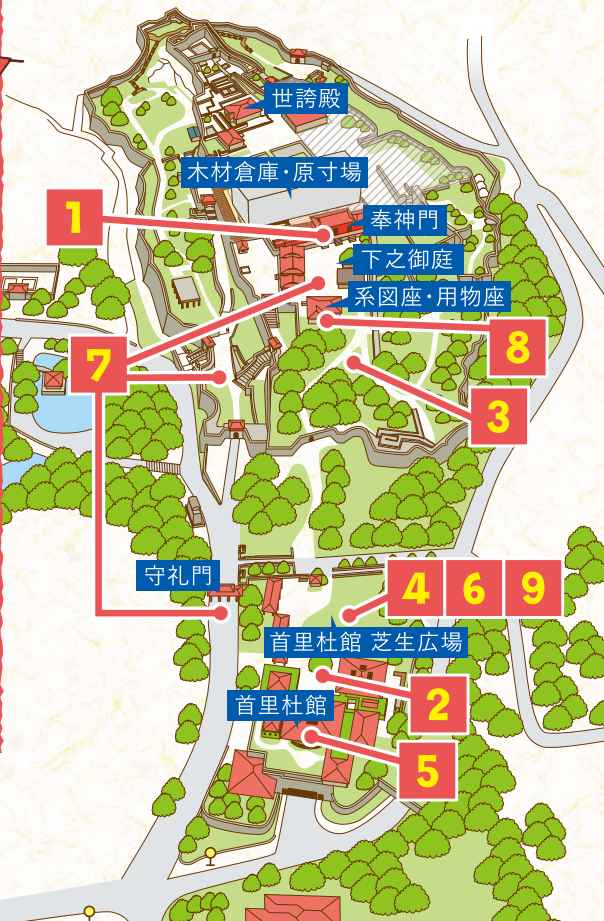 世誇殿
木材倉庫・原寸場
1
奉神門
下之御庭
系図座・用物座
8
7
3
守礼門
4 6 9
首里杜館 芝生広場
首里杜館
2
5